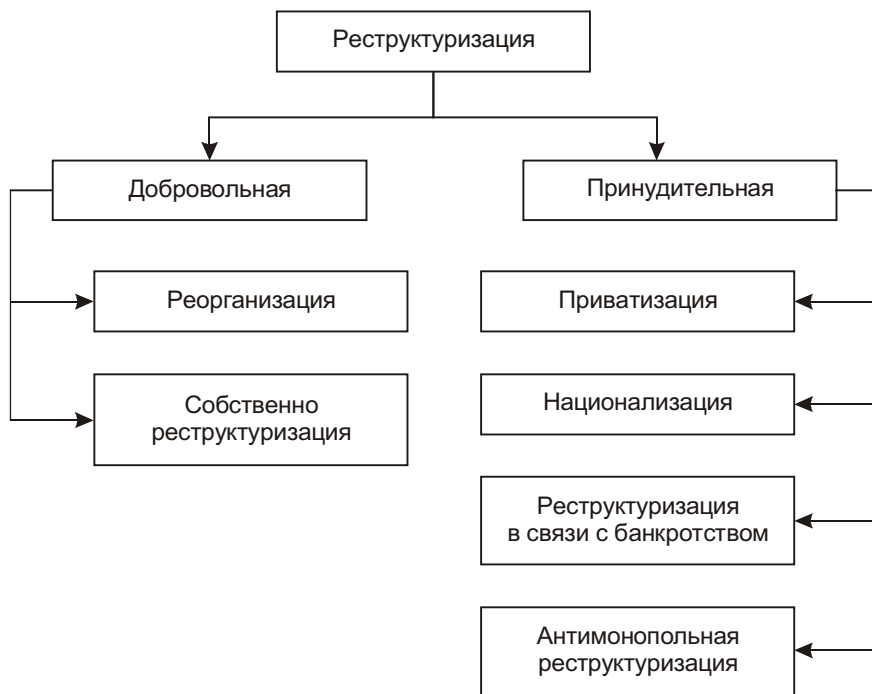 Реструктуризация
Добровольная
Принудительная
Реорганизация
Приватизация
Собственно
реструктуризация
Национализация
Реструктуризация
в связи с банкротством
Антимонопольная
реструктуризация